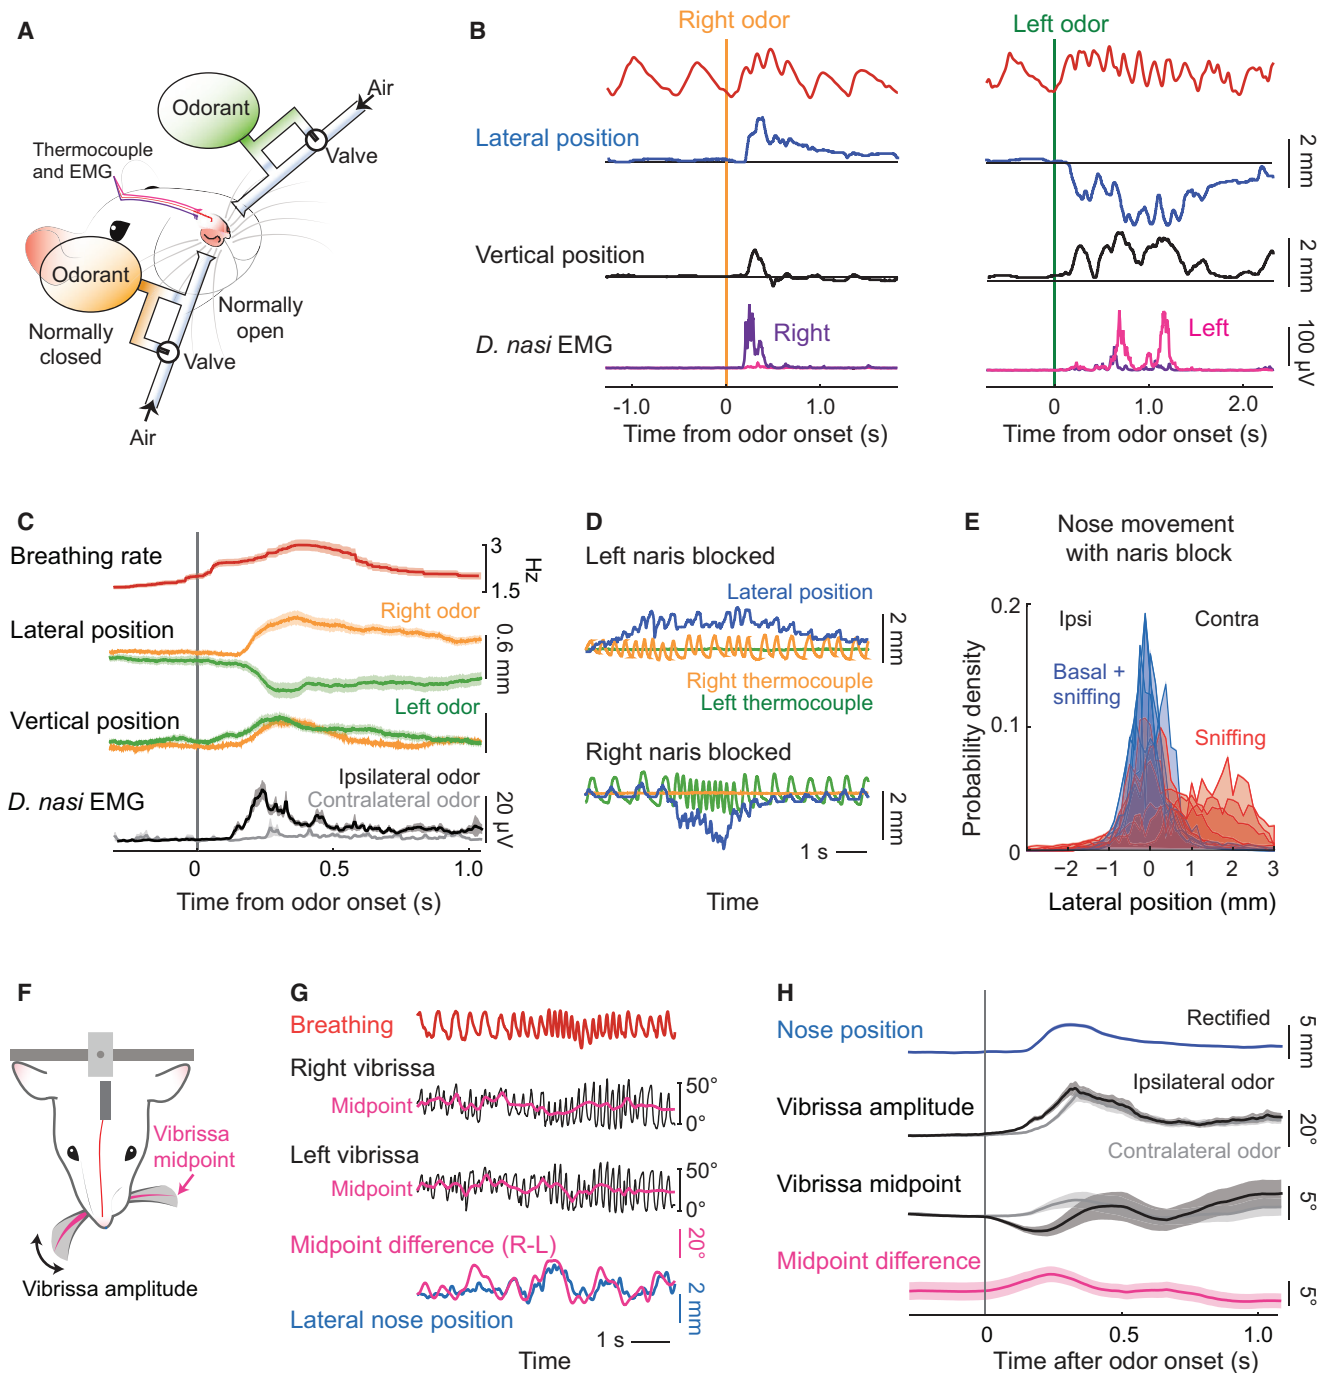 A
Odorant
Air
Valve
Thermocouple
and EMG
Odorant
Normally
open
Normally
closed
Valve
Air
B
Right odor
Left odor
Lateral position
2 mm
Vertical position
2 mm
D. nasi EMG
Right
Left
100 µV
-1.0
0
1.0
0
1.0
2.0
Time from odor onset (s)
Time from odor onset (s)
C
Breathing rate
3
Hz
1.5
Right odor
Lateral position
0.6 mm
Left odor
Vertical position
Ipsilateral odor
D. nasi EMG
Contralateral odor
20 µV
0
0.5
1.0
Time from odor onset (s)
D
Left naris blocked
Lateral position
2 mm
Right thermocouple
Left thermocouple
Right naris blocked
2 mm
1 s
Time
E
Nose movement
with naris block
0.2
Ipsi
Contra
Basal +
sniffing
0.1
Sniffing
Probability density
0
−2
−1
0
1
2
3
Lateral position (mm)
F
Vibrissa
midpoint
Vibrissa amplitude
G
Breathing
Right vibrissa
50°
Midpoint
0°
Left vibrissa
50°
Midpoint
0°
Midpoint difference (R-L)
20°
2 mm
Lateral nose position
1 s
Time
H
Nose position
Rectified
5 mm
Ipsilateral odor
Vibrissa amplitude
20°
Contralateral odor
Vibrissa midpoint
5°
Midpoint difference
5°
0
0.5
1.0
Time after odor onset (s)